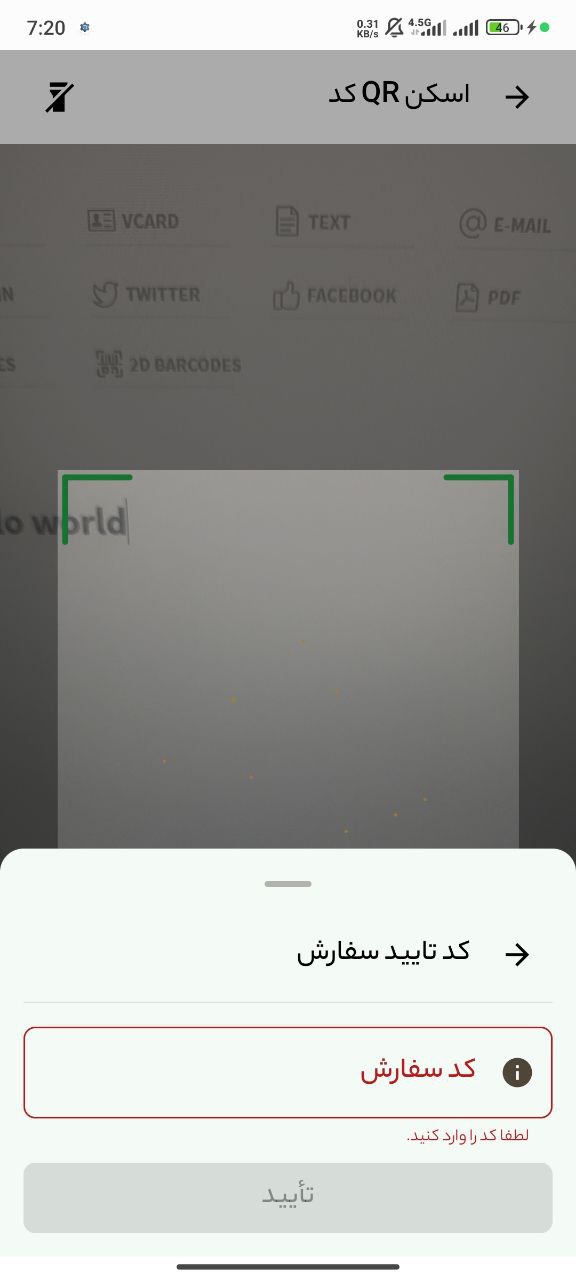 7:20
0.31 KB/s
4.5G
46
اسکن QR کد
VCARD
TEXT
E-MAIL
TWITTER
FACEBOOK
PDF
2D BARCODES
lo world
کد تایید سفارش
کد سفارش
لطفا کد را وارد کنید.
تأیید